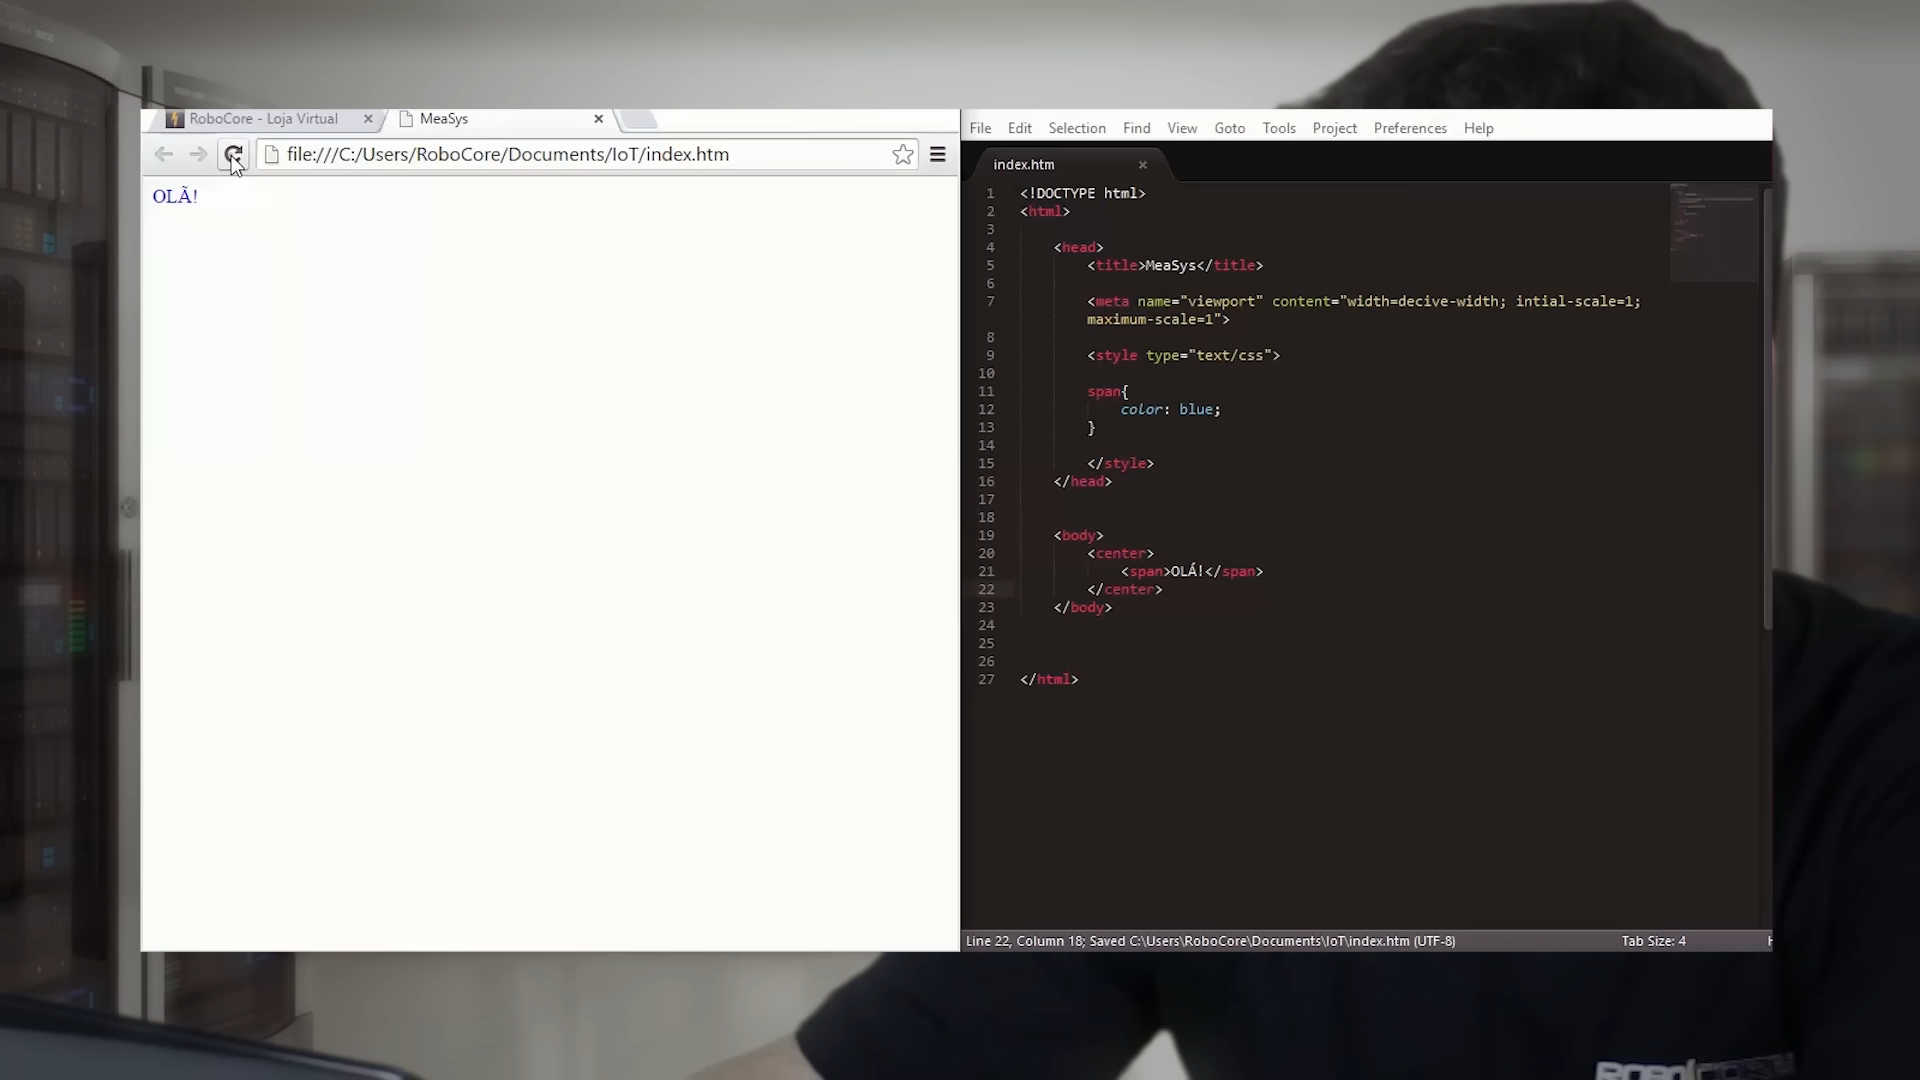 RoboCore - Loja Virtual
MeaSys
file:///C:/Users/RoboCore/Documents/IoT/index.htm
OLÃ!
File Edit Selection Find View Goto Tools Project Preferences Help
index.htm
1 <!DOCTYPE html>
2 <html>
3
4 <head>
5 <title>MeaSys</title>
6
7 <meta name="viewport" content="width=decive-width; intial-scale=1;
maximum-scale=1">
8
9 <style type="text/css">
10
11 span{
12 color: blue;
13 }
14
15 </style>
16 </head>
17
18
19 <body>
20 <center>
21 <span>OLÁ!</span>
22 </center>
23 </body>
24
25
26
27 </html>
Line 22, Column 18; Saved C:\Users\RoboCore\Documents\IoT\index.htm (UTF-8)
Tab Size: 4